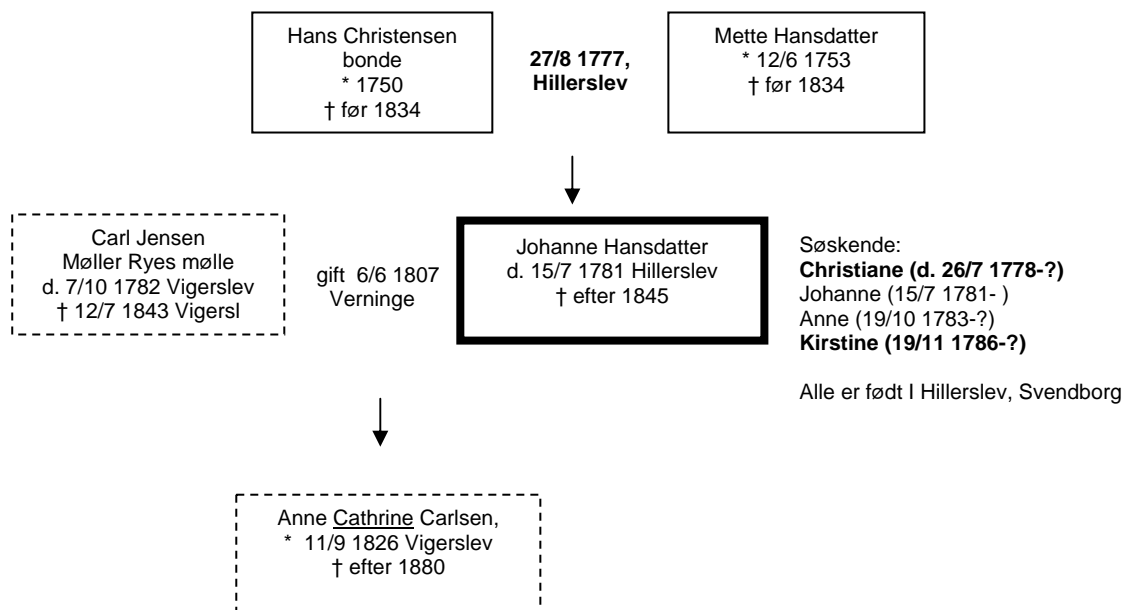 Hans Christensen
bonde
* 1750
† før 1834
27/8 1777,
Hillerslev
Mette Hansdatter
* 12/6 1753
† før 1834
Carl Jensen
Møller Ryes mølle
d. 7/10 1782 Vigerslev
† 12/7 1843 Vigersl
gift 6/6 1807
Verninge
Johanne Hansdatter
d. 15/7 1781 Hillerslev
† efter 1845
Søskende:
Christiane (d. 26/7 1778-?)
Johanne (15/7 1781- )
Anne (19/10 1783-?)
Kirstine (19/11 1786-?)
Alle er født I Hillerslev, Svendborg
Anne Cathrine Carlsen,
* 11/9 1826 Vigerslev
† efter 1880